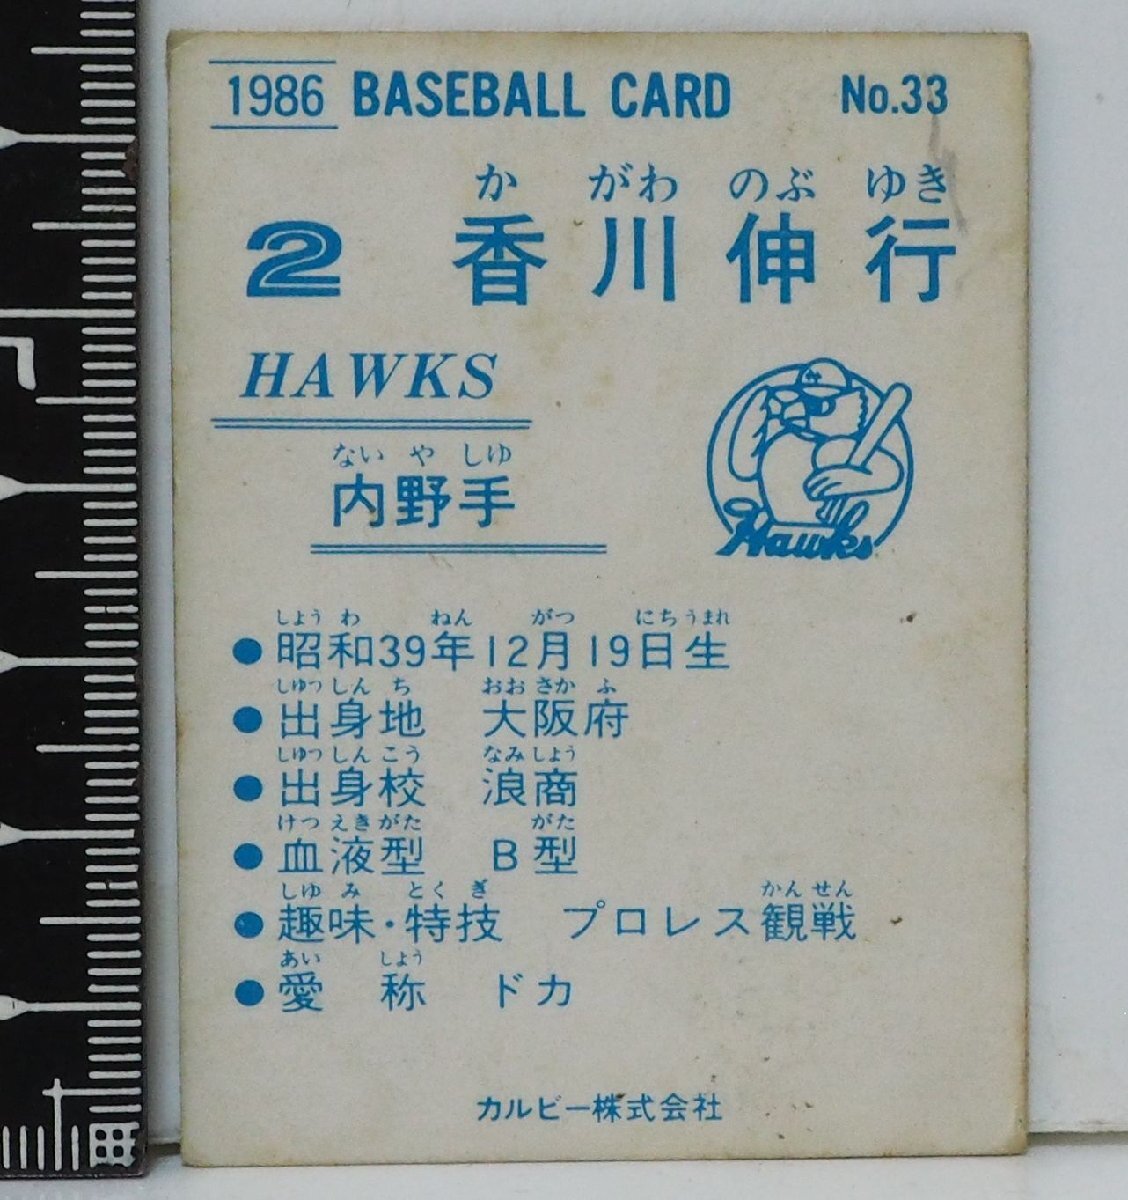 1986 BASEBALL CARD No.33
か がわ のぶ ゆき
2 香川伸行
HAWKS
ない や しゆ
内野手
Hawks
しょう わ ねん がつ にち うまれ
●昭和39年12月19日生
しゆつ しん ち おお さか ふ
●出身地 大阪府
しゆつ しん こう なみ しょう
●出身校 浪商
けつ えき がた がた
●血液型 B型
しゆ み とく ぎ かん せん
●趣味・特技 プロレス観戦
あい しょう
●愛称 ドカ
カルビー株式会社